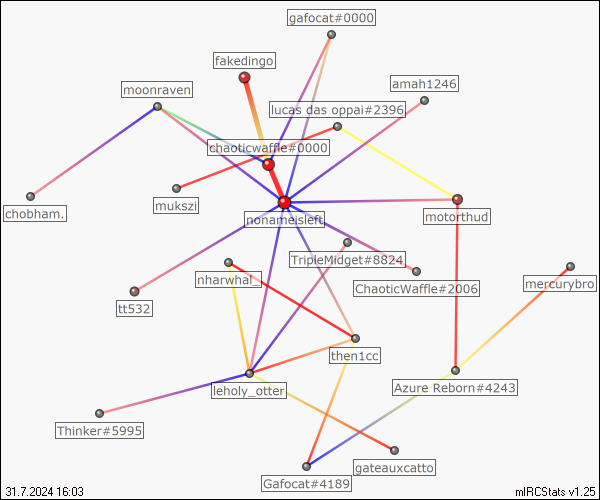 gafocat#0000
fakedingo
amah1246
moonraven
lucas das oppai#2396
chaoticwaffle#0000
mukszi
chobham.
nonameisleft
motorthud
TripleMidget#8824
nharwhal_
ChaoticWaffle#2006
mercurybro
tt532
then1cc
leholy_otter
Azure Reborn#4243
Thinker#5995
gateauxcatto
Gafocat#4189
31.7.2024 16:03
mIRCStats v1.25